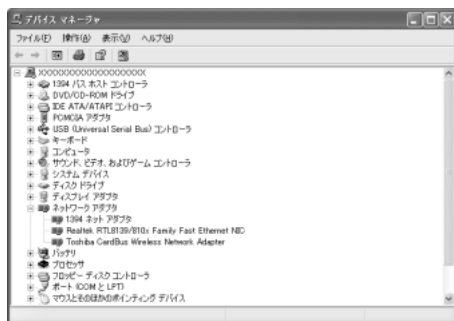 デバイス マネージャ
ファイル(F) 操作(A) 表示(V) ヘルプ(H)
XXXXXXXXXXXXXXXXXXX
1394 バス ホスト コントローラ
DVD/CD-ROM ドライブ
IDE ATA/ATAPI コントローラ
PCMCIA アダプタ
USB (Universal Serial Bus) コントローラ
キーボード
コンピュータ
サウンド、ビデオ、およびゲーム コントローラ
システム デバイス
ディスク ドライブ
ディスプレイ アダプタ
ネットワーク アダプタ
1394 ネット アダプタ
Realtek RTL8139/810x Family Fast Ethernet NIC
Toshiba CardBus Wireless Network Adapter
バッテリ
プロセッサ
フロッピー ディスク コントローラ
ポート (COM と LPT)
マウスとそのほかのポインティング デバイス